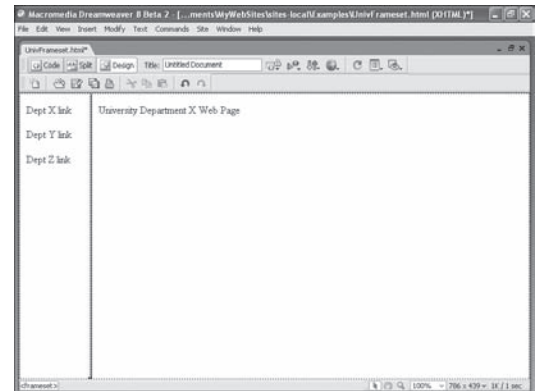 Macromedia Dreamweaver 8 Beta 2 - [...ments\MyWebSites\sites-local\Examples\UnivFrameset.html (XHTML)*]
File Edit View Insert Modify Text Commands Site Window Help
UnivFrameset.html*
Code Split Design Title: Untitled Document
Dept X link University Department X Web Page
Dept Y link
Dept Z link
<frameset> 100% 786 x 439 1K / 1 sec